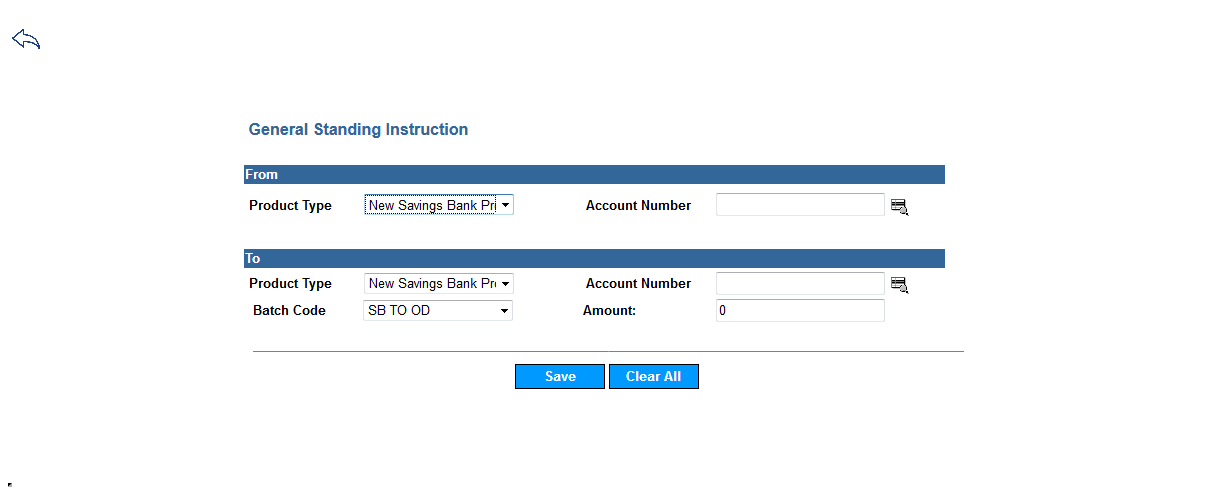 General Standing Instruction
From
Product Type New Savings Bank Pr Account Number
To
Product Type New Savings Bank Pr Account Number
Batch Code SB TO OD Amount: 0
Save Clear All